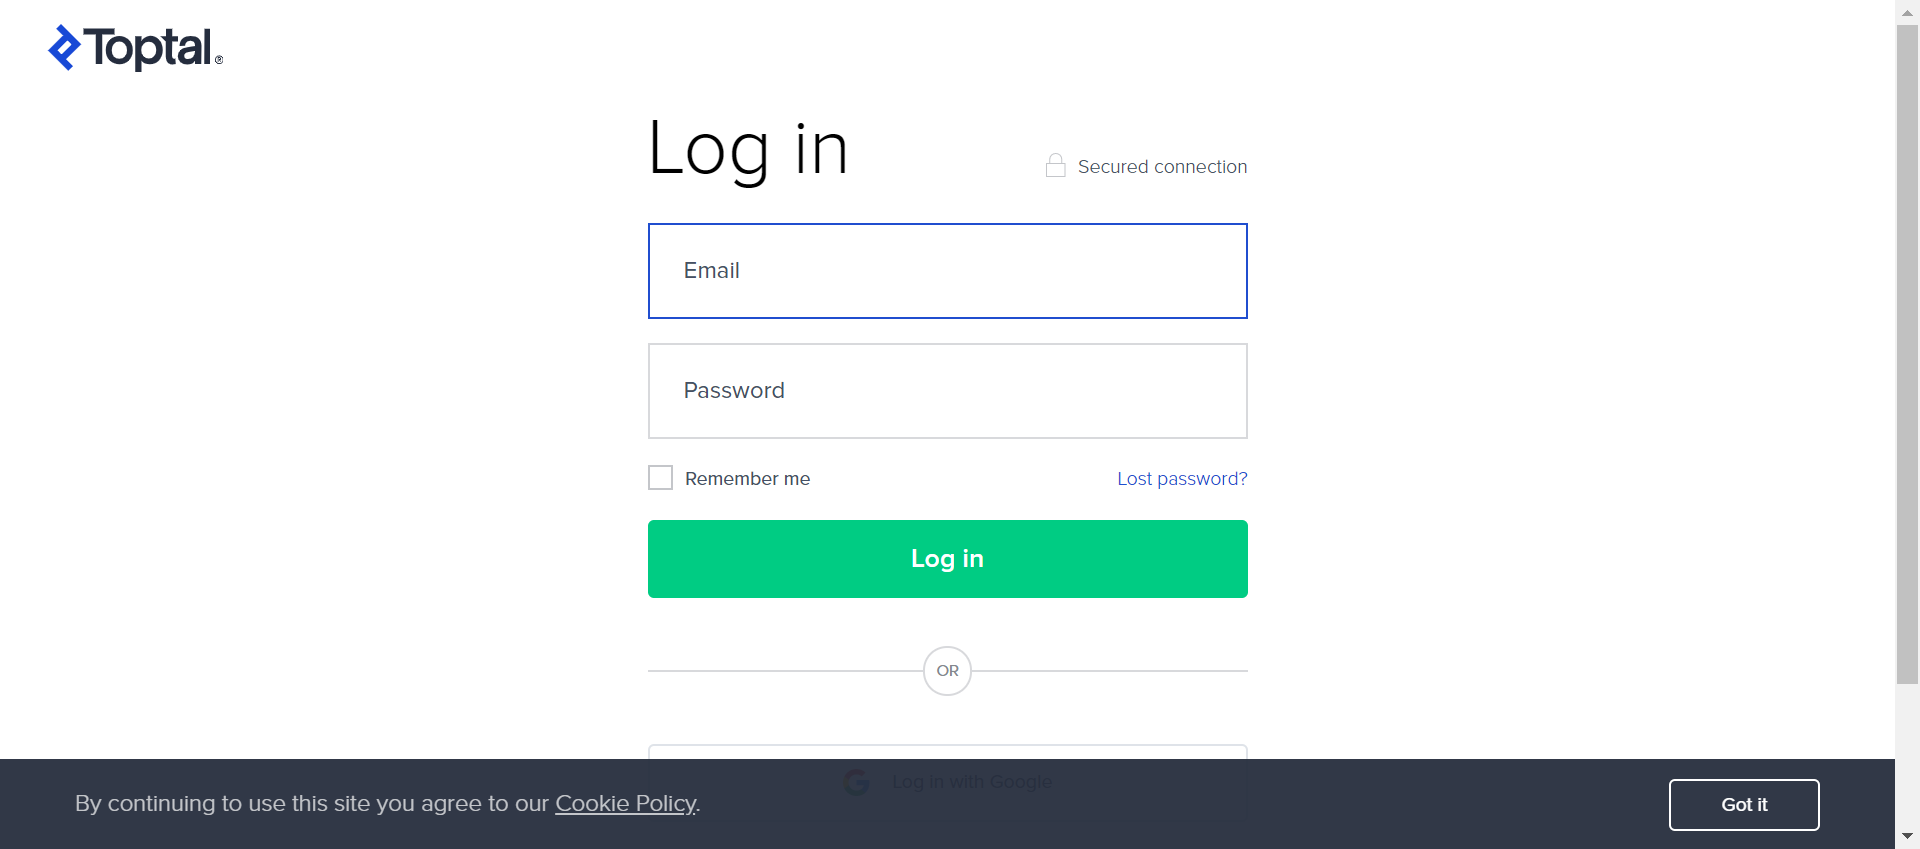 Toptal®
Log in
Secured connection
Email
Password
Remember me
Lost password?
Log in
OR
Log in with Google
By continuing to use this site you agree to our Cookie Policy.
Got it